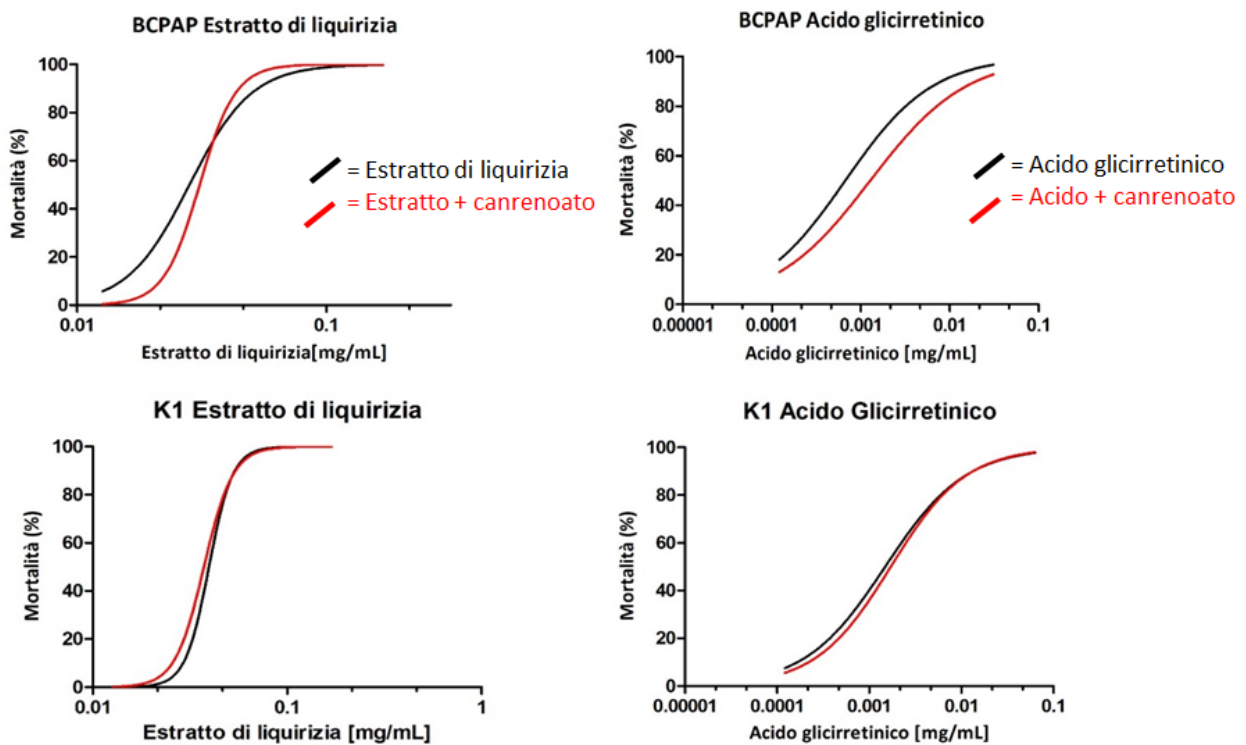 BCPAP Estratto di liquirizia
100
80
60
40
20
0
Mortalità (%)
0.01
0.1
Estratto di liquirizia[mg/mL]
= Estratto di liquirizia
= Estratto + canrenoato
BCPAP Acido glicirretinico
100
80
60
40
20
0
Mortalità (%)
0.00001
0.0001
0.001
0.01
0.1
Acido glicirretinico [mg/mL]
= Acido glicirretinico
= Acido + canrenoato
K1 Estratto di liquirizia
100
80
60
40
20
0
Mortalità (%)
0.01
0.1
1
Estratto di liquirizia [mg/mL]
K1 Acido Glicirretinico
100
80
60
40
20
0
Mortalità (%)
0.00001
0.0001
0.001
0.01
0.1
Acido glicirretinico [mg/mL]